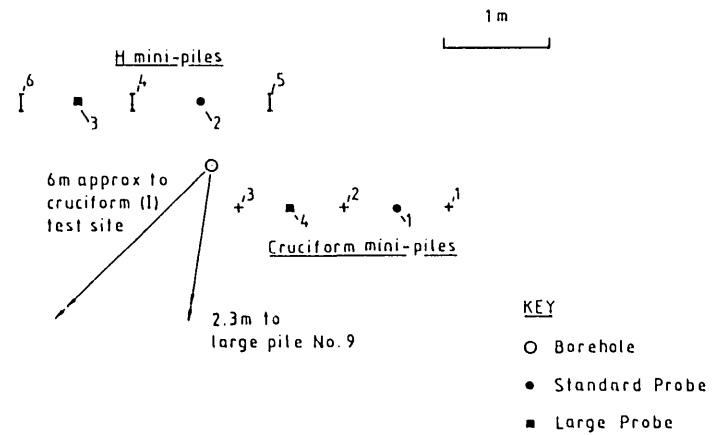 1m
H mini-piles
6
4
5
3
2
6m approx to
cruciform (I)
test site
3
2
1
4
1
Cruciform mini-piles
2.3m to
large pile No. 9
KEY
Borehole
Standard Probe
Large Probe